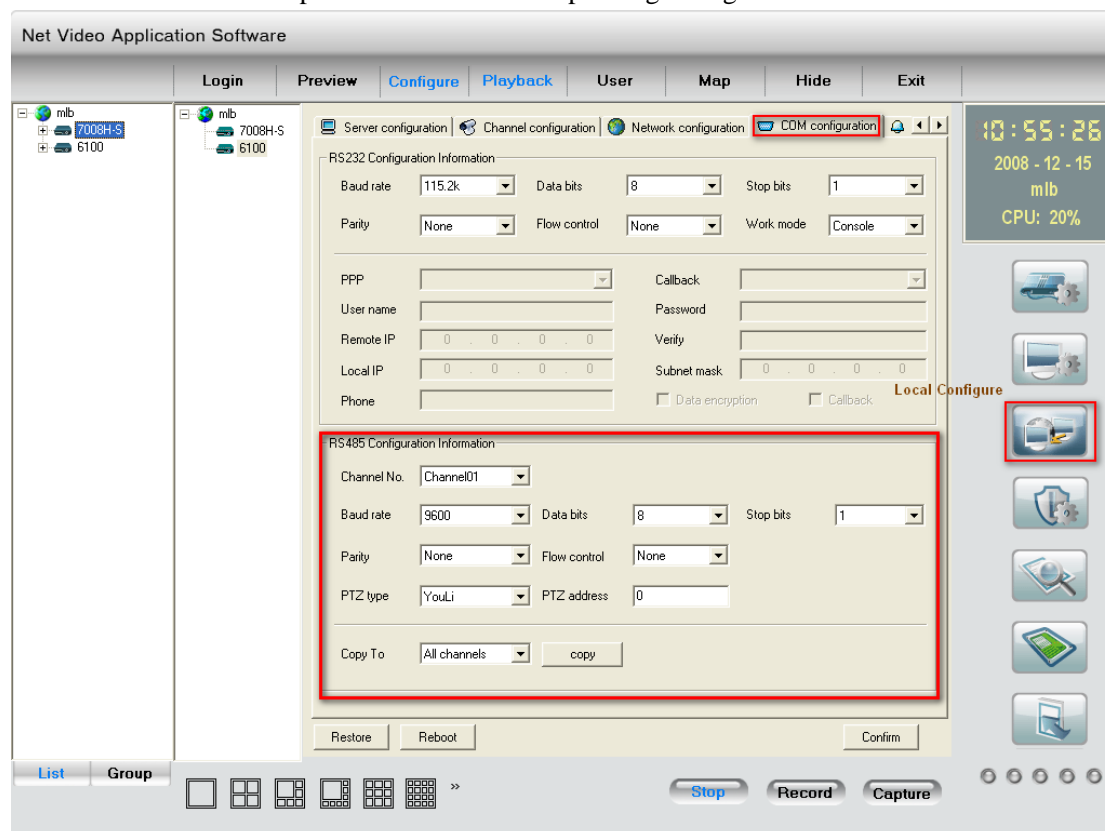 Net Video Application Software
Login Preview Configure Playback User Map Hide Exit
mlb
7008H-S
6100
mlb
7008H-S
6100
Server configuration Channel configuration Network configuration COM configuration
10:55:26
2008 - 12 - 15
mlb
CPU: 20%
RS232 Configuration Information
Baud rate 115.2k Data bits 8 Stop bits 1
Parity None Flow control None Work mode Console
PPP Callback
User name Password
Remote IP 0 . 0 . 0 . 0 Verify
Local IP 0 . 0 . 0 . 0 Subnet mask 0 . 0 . 0 . 0
Phone Data encryption Callback
Local Configure
RS485 Configuration Information
Channel No. Channel01
Baud rate 9600 Data bits 8 Stop bits 1
Parity None Flow control None
PTZ type YouLi PTZ address 0
Copy To All channels copy
Restore Reboot Confirm
List Group
» Stop Record Capture